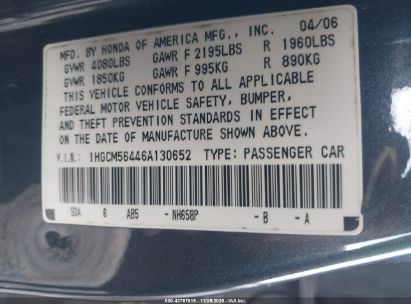 MFD. BY HONDA OF AMERICA MFG., INC. 04/06
GVWR 4080LBS GAWR F 2195LBS R 1960LBS
GVWR 1850KG GAWR F 995KG R 890KG
THIS VEHICLE CONFORMS TO ALL APPLICABLE
FEDERAL MOTOR VEHICLE SAFETY, BUMPER,
AND THEFT PREVENTION STANDARDS IN EFFECT
ON THE DATE OF MANUFACTURE SHOWN ABOVE.
V.I.N.: 1HGCM56446A130652 TYPE: PASSENGER CAR
SDA 6 AB5 - NH658P - B - A